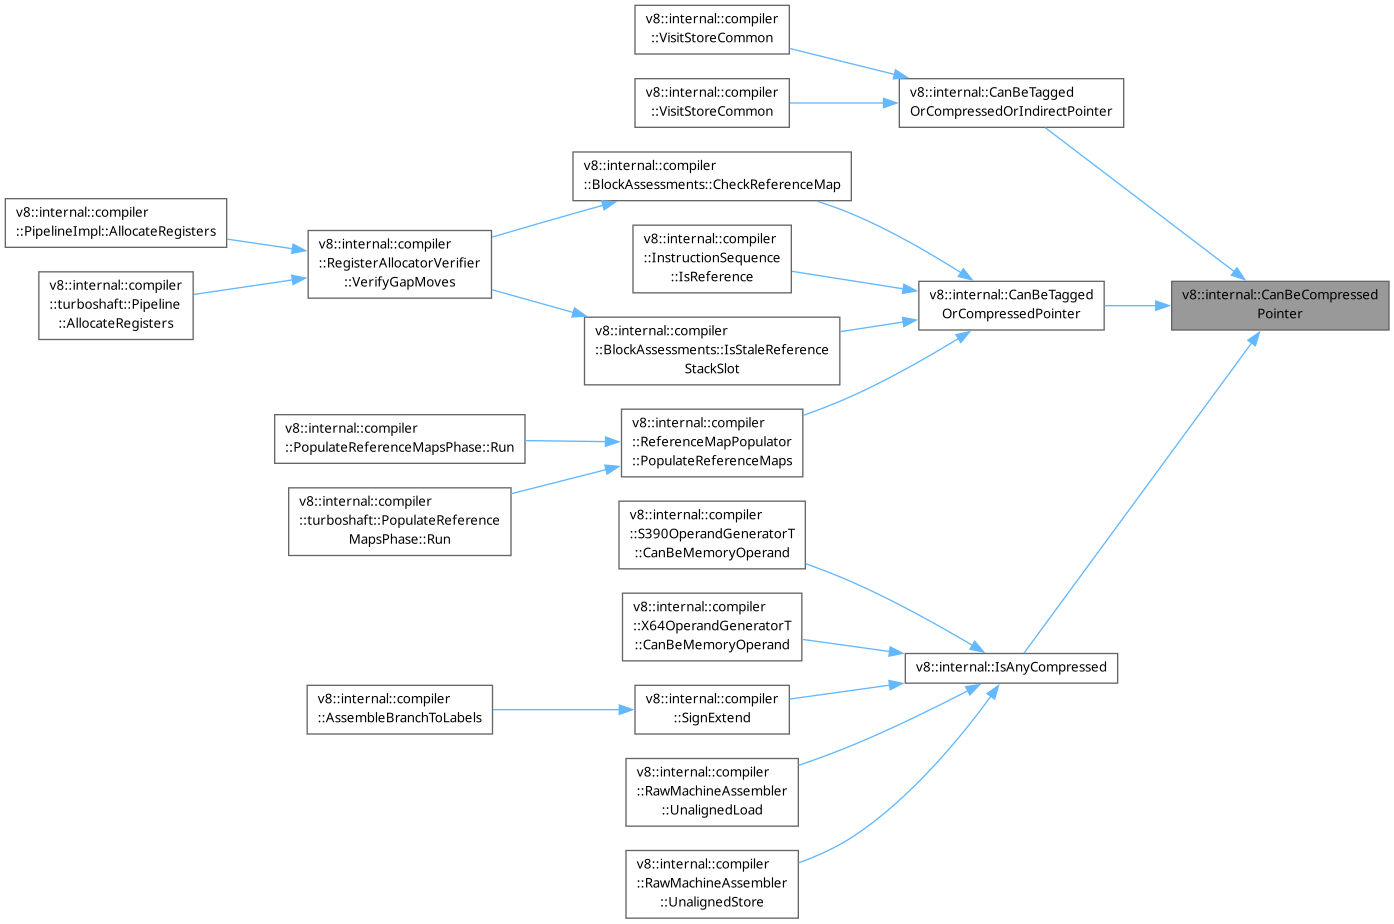 v8::internal::compiler
::VisitStoreCommon
v8::internal::compiler
::VisitStoreCommon
v8::internal::CanBeTagged
OrCompressedOrIndirectPointer
v8::internal::compiler
::BlockAssessments::CheckReferenceMap
v8::internal::compiler
::PipelineImpl::AllocateRegisters
v8::internal::compiler
::RegisterAllocatorVerifier
::VerifyGapMoves
v8::internal::compiler
::InstructionSequence
::IsReference
v8::internal::compiler
::turboshaft::Pipeline
::AllocateRegisters
v8::internal::CanBeTagged
OrCompressedPointer
v8::internal::CanBeCompressed
Pointer
v8::internal::compiler
::BlockAssessments::IsStaleReference
StackSlot
v8::internal::compiler
::PopulateReferenceMapsPhase::Run
v8::internal::compiler
::ReferenceMapPopulator
::PopulateReferenceMaps
v8::internal::compiler
::turboshaft::PopulateReference
MapsPhase::Run
v8::internal::compiler
::S390OperandGeneratorT
::CanBeMemoryOperand
v8::internal::compiler
::X64OperandGeneratorT
::CanBeMemoryOperand
v8::internal::IsAnyCompressed
v8::internal::compiler
::AssembleBranchToLabels
v8::internal::compiler
::SignExtend
v8::internal::compiler
::RawMachineAssembler
::UnalignedLoad
v8::internal::compiler
::RawMachineAssembler
::UnalignedStore